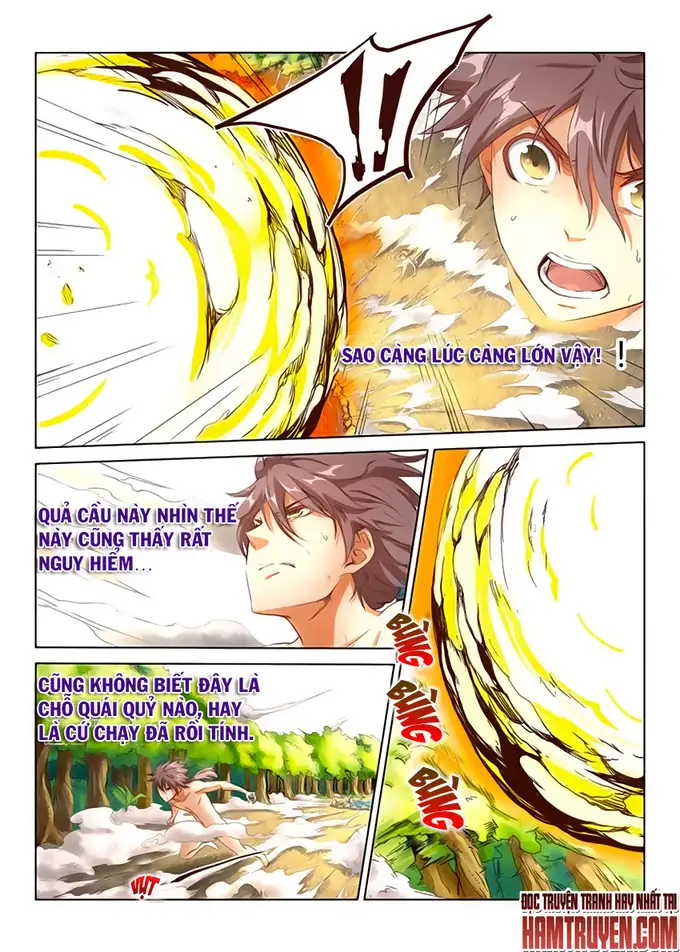 !!
SAO CÀNG LÚC CÀNG LỚN VẬY! !
QUẢ CẦU NÀY NHÌN THẾ
NÀY CŨNG THẤY RẤT
NGUY HIỂM...
BÙNG
BÙNG
BÙNG
CŨNG KHÔNG BIẾT ĐÂY LÀ
CHỖ QUÁI QUỶ NÀO, HAY
LÀ CỨ CHẠY ĐÃ RỒI TÍNH.
VỤT
ĐỌC TRUYỆN TRANH HAY NHẤT TẠI
HAMTRUYEN.COM